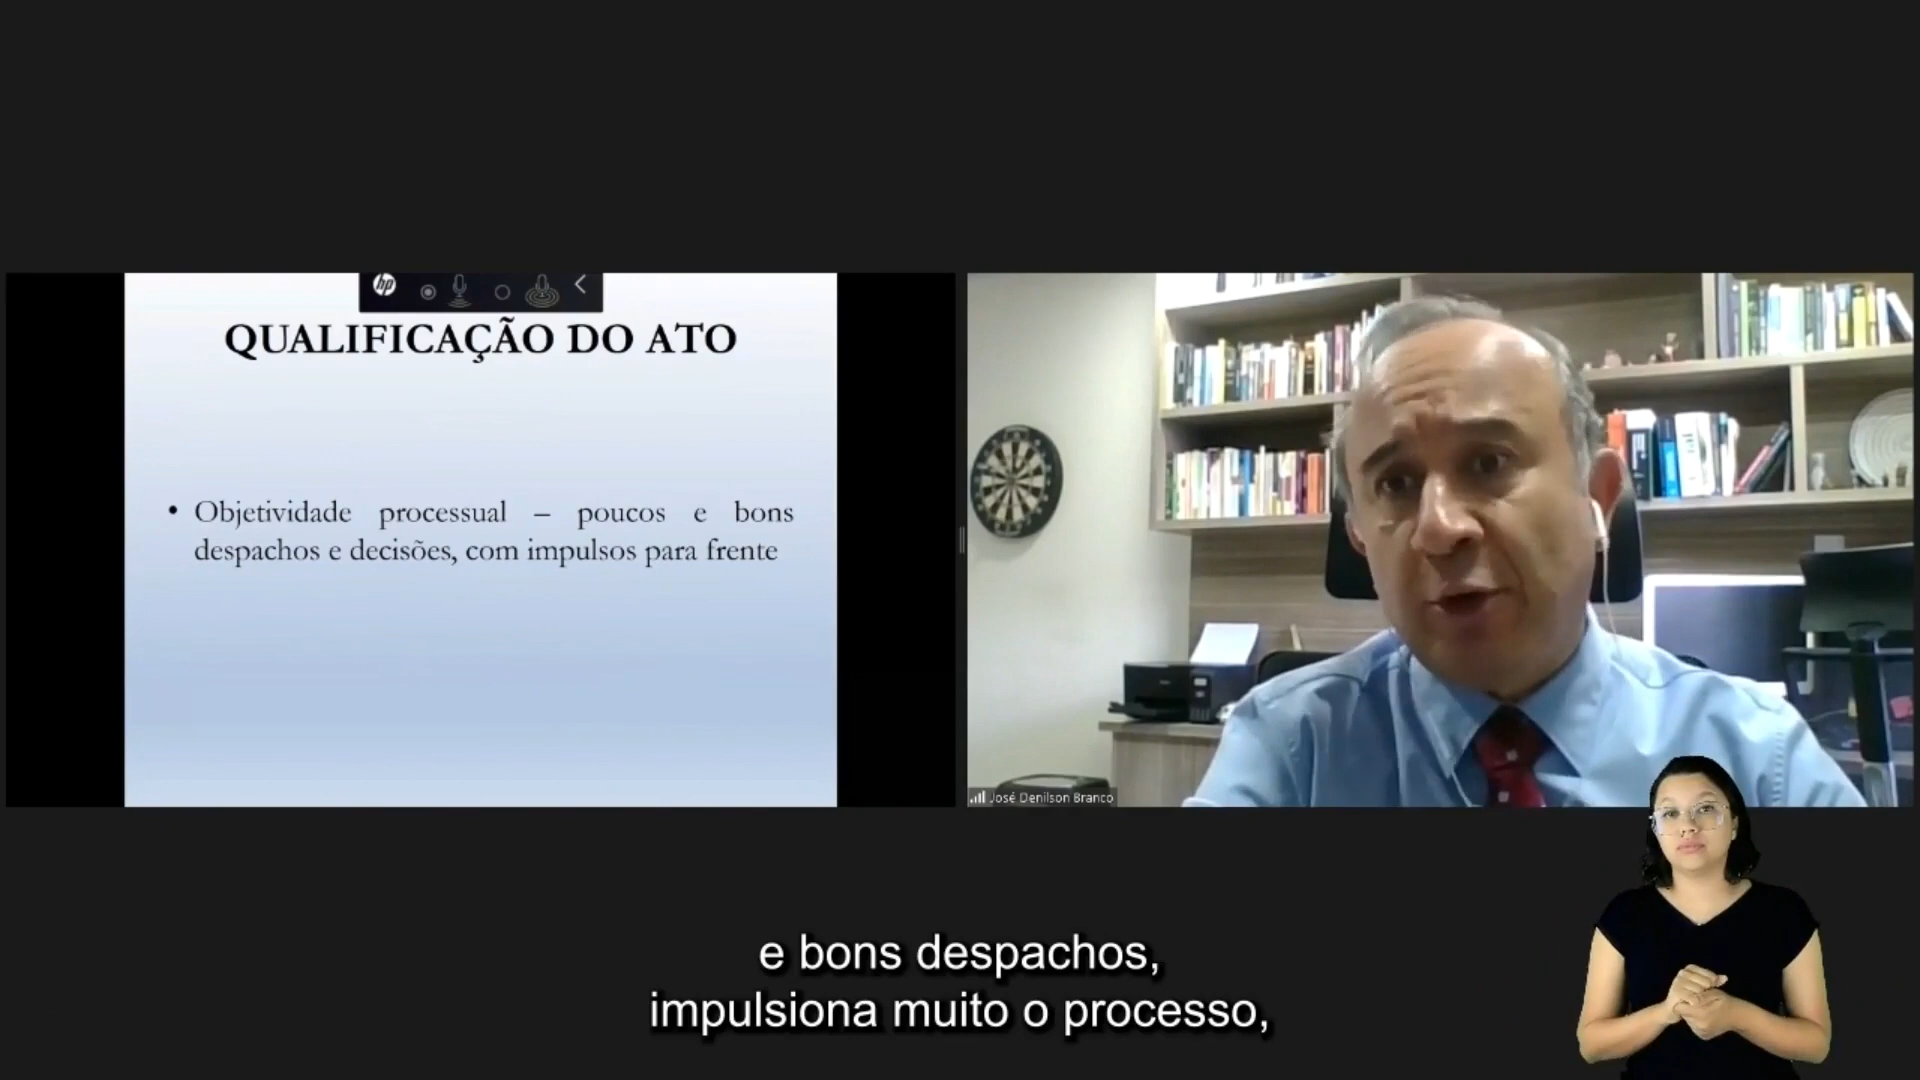 hp
QUALIFICAÇÃO DO ATO
• Objetividade processual – poucos e bons
despachos e decisões, com impulsos para frente
José Denilson Branco
e bons despachos,
impulsiona muito o processo,